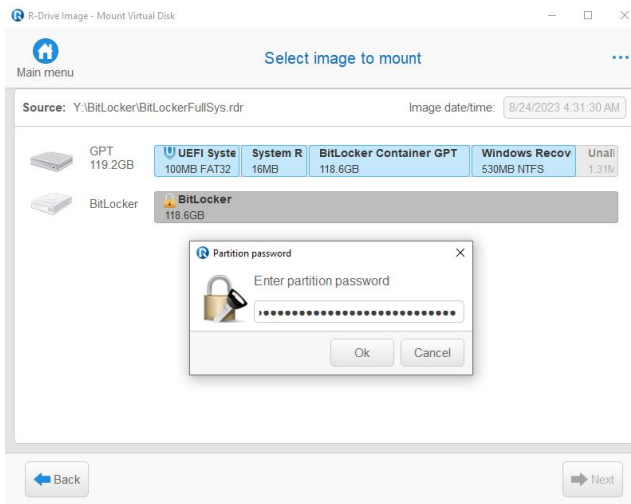 R-Drive Image - Mount Virtual Disk
Main menu
Select image to mount
Source: Y:\BitLocker\BitLockerFullSys.rdr
Image date/time: 8/24/2023 4:31:30 AM
GPT
119.2GB
UEFI Syste
100MB FAT32
System R
16MB
BitLocker Container GPT
118.6GB
Windows Recov
530MB NTFS
Unall
1.31M
BitLocker
BitLocker
118.6GB
Partition password
Enter partition password
Ok
Cancel
Back
Next